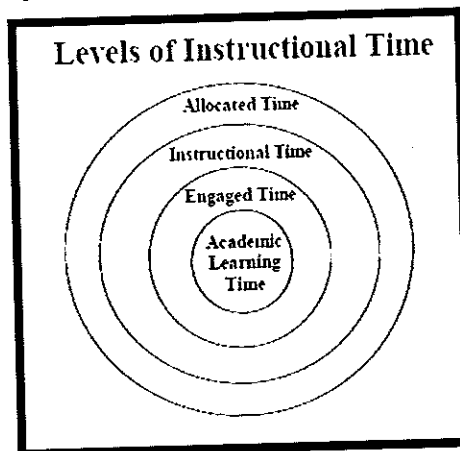 Levels of Instructional Time
Allocated Time
Instructional Time
Engaged Time
Academic
Learning
Time